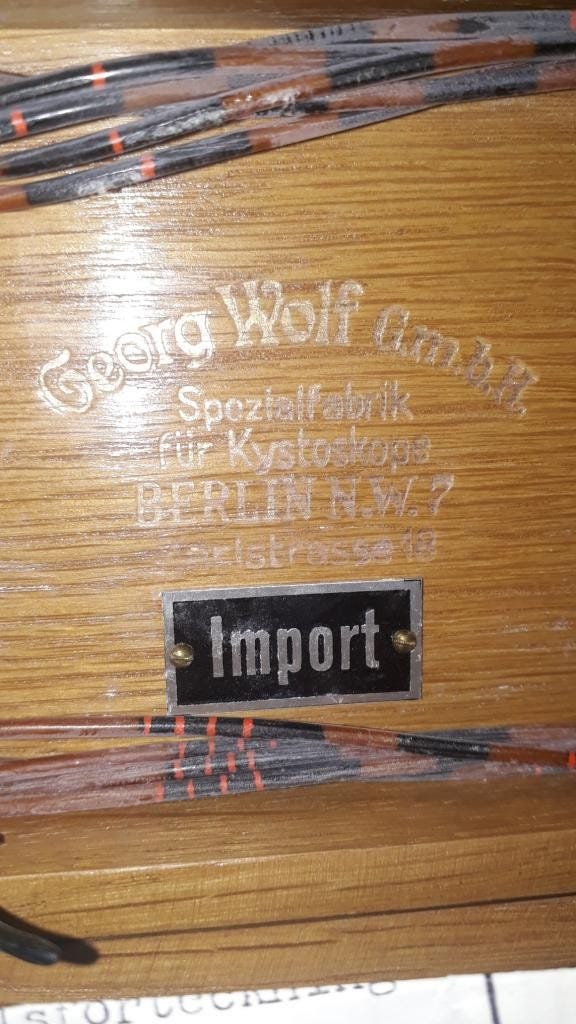 Georg Wolf G.m.b.H.
Spezialfabrik
für Kystoskope
BERLIN N.W.7
Karlstrasse 18
Import